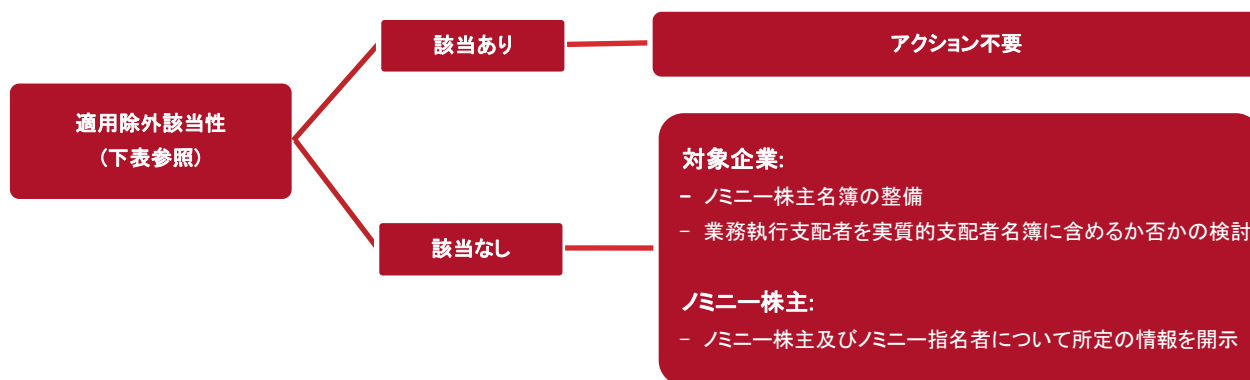 適用除外該当性
(下表参照)
該当あり
アクション不要
該当なし
対象企業:
– ノミニー株主名簿の整備
– 業務執行支配者を実質的支配者名簿に含めるか否かの検討
ノミニー株主:
– ノミニー株主及びノミニー指名者について所定の情報を開示